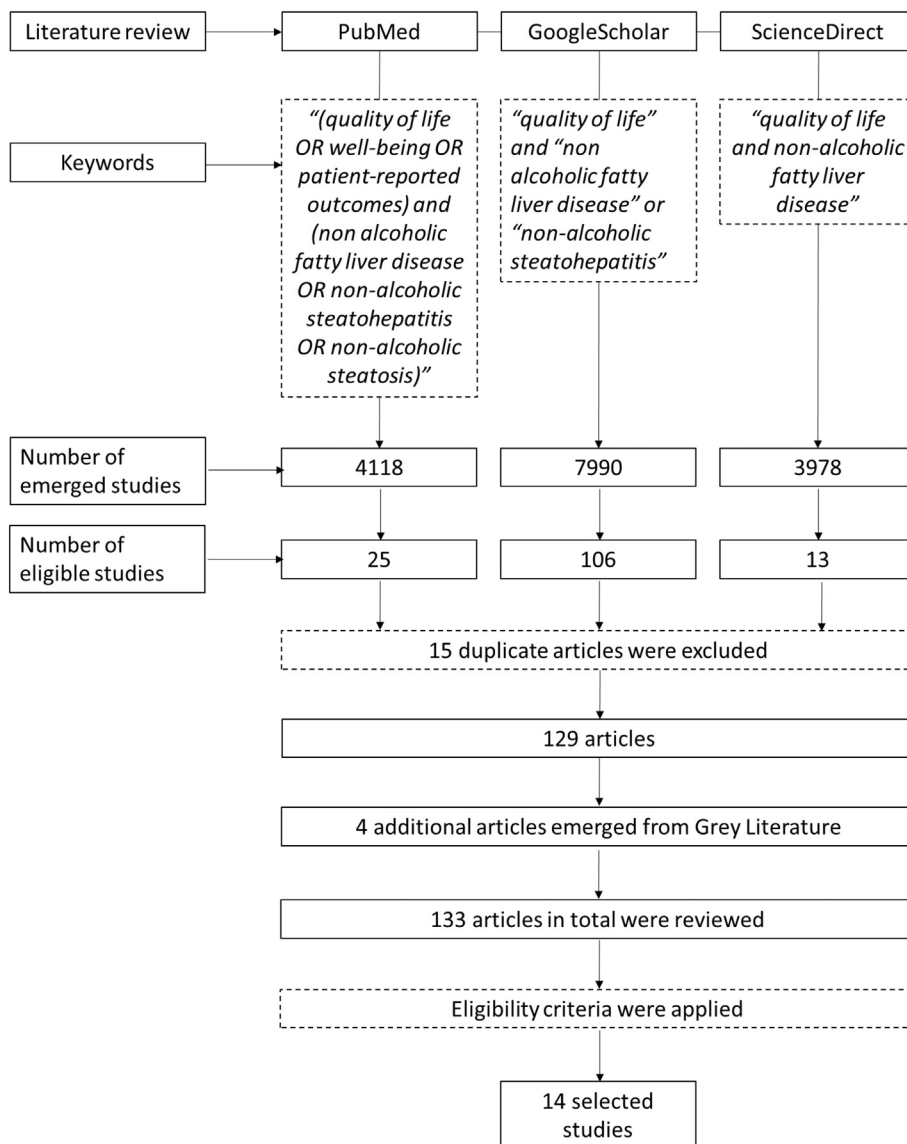 Literature review
PubMed
GoogleScholar
ScienceDirect
Keywords
“(quality of life
OR well-being OR
patient-reported
outcomes) and
(non alcoholic
fatty liver disease
OR non-alcoholic
steatohepatitis
OR non-alcoholic
steatosis)”
“quality of life”
and “non
alcoholic fatty
liver disease” or
“non-alcoholic
steatohepatitis”
“quality of life
and non-alcoholic
fatty liver
disease”
Number of
emerged studies
4118
7990
3978
Number of
eligible studies
25
106
13
15 duplicate articles were excluded
129 articles
4 additional articles emerged from Grey Literature
133 articles in total were reviewed
Eligibility criteria were applied
14 selected
studies